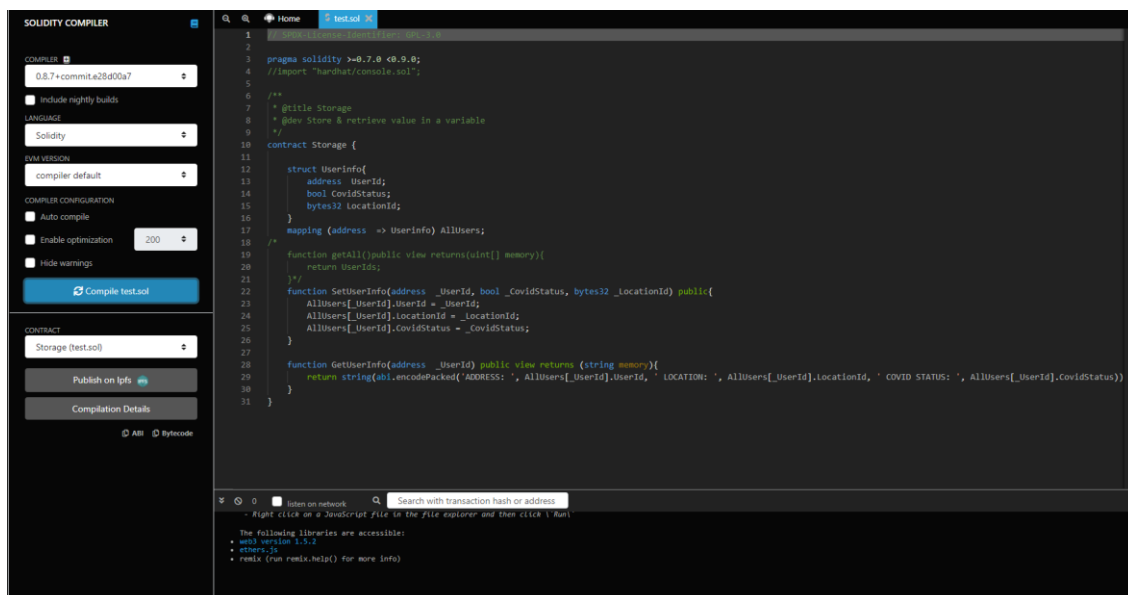 SOLIDITY COMPILER
COMPILER
0.8.7+commit.e28d00a7
Include nightly builds
LANGUAGE
Solidity
EVM VERSION
compiler default
COMPILER CONFIGURATION
Auto compile
Enable optimization 200
Hide warnings
Compile test.sol
CONTRACT
Storage (test.sol)
Publish on Ipfs
Compilation Details
ABI Bytecode
Home test.sol
1 // SPDX-License-Identifier: GPL-3.0
2
3 pragma solidity >=0.7.0 <0.9.0;
4 //import "hardhat/console.sol";
5
6 /**
7 * @title Storage
8 * @dev Store & retrieve value in a variable
9 */
10 contract Storage {
11
12 struct Userinfo{
13 address UserId;
14 bool CovidStatus;
15 bytes32 LocationId;
16 }
17 mapping (address => Userinfo) AllUsers;
18 /*
19 function getAll()public view returns(uint[] memory){
20 return UserIds;
21 }*/
22 function SetUserInfo(address _UserId, bool _CovidStatus, bytes32 _LocationId) public{
23 AllUsers[_UserId].UserId = _UserId;
24 AllUsers[_UserId].LocationId = _LocationId;
25 AllUsers[_UserId].CovidStatus = _CovidStatus;
26 }
27
28 function GetUserInfo(address _UserId) public view returns (string memory){
29 return string(abi.encodePacked('ADDRESS: ', AllUsers[_UserId].UserId, ' LOCATION: ', AllUsers[_UserId].LocationId, ' COVID STATUS: ', AllUsers[_UserId].CovidStatus))
30 }
31 }
0 listen on network Search with transaction hash or address
- Right click on a JavaScript file in the file explorer and then click \`Run\`
The following libraries are accessible:
• web3 version 1.5.2
• ethers.js
• remix (run remix.help() for more info)